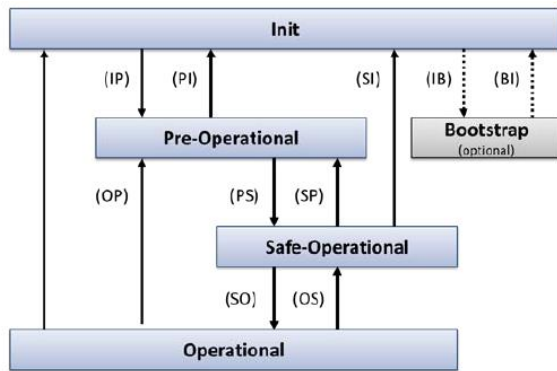 Init
(IP)
(PI)
(SI)
(IB)
(BI)
Pre-Operational
Bootstrap
(optional)
(OP)
(PS)
(SP)
Safe-Operational
(SO)
(OS)
Operational